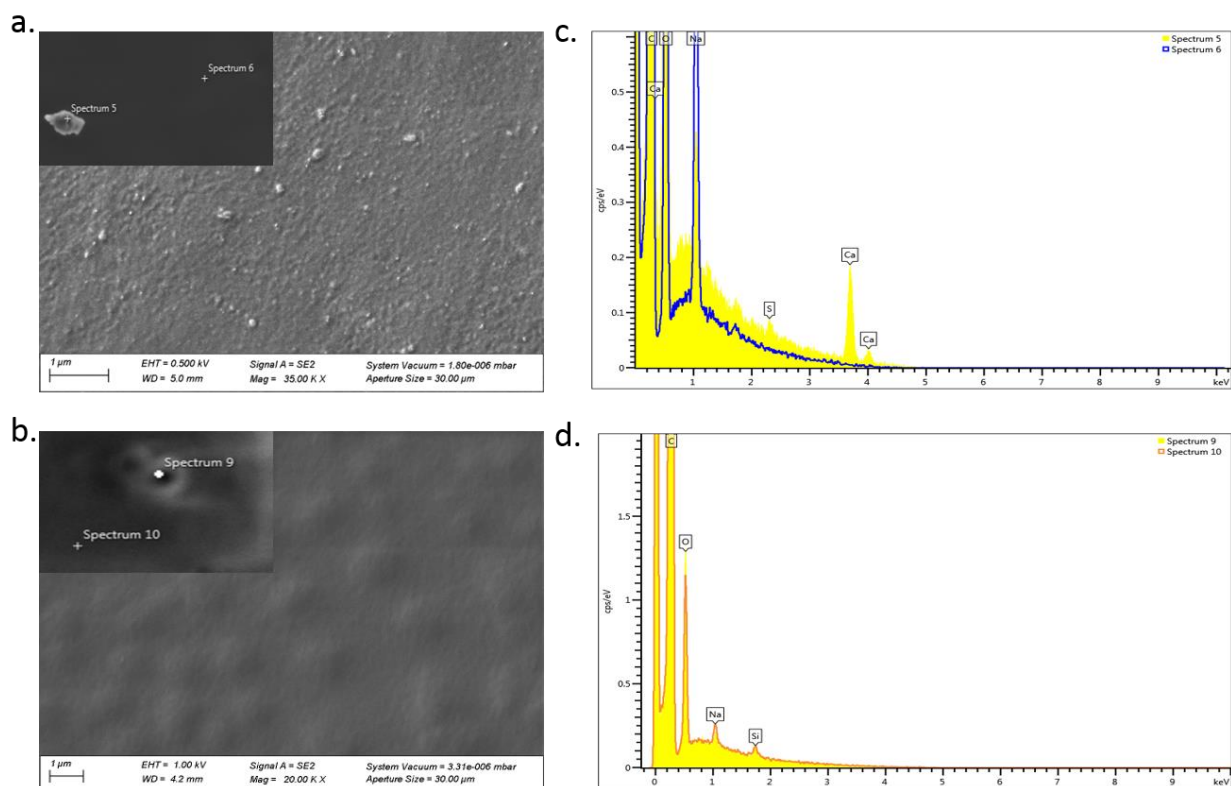 a.
Spectrum 6
Spectrum 5
1 µm
EHT = 0.500 kV
Signal A = SE2
System Vacuum = 1.80e-006 mbar
WD = 5.0 mm
Mag = 35.00 K X
Aperture Size = 30.00 µm
c.
Spectrum 5
Spectrum 6
C
O
Na
Ca
Ca
S
Ca
cps/eV
0.5
0.4
0.3
0.2
0.1
0
1
2
3
4
5
6
7
8
9
keV
b.
Spectrum 9
Spectrum 10
1 µm
EHT = 1.00 kV
Signal A = SE2
System Vacuum = 3.31e-006 mbar
WD = 4.2 mm
Mag = 20.00 K X
Aperture Size = 30.00 µm
d.
Spectrum 9
Spectrum 10
C
O
Na
Si
cps/eV
1.5
1
0.5
0
0
1
2
3
4
5
6
7
8
9
keV